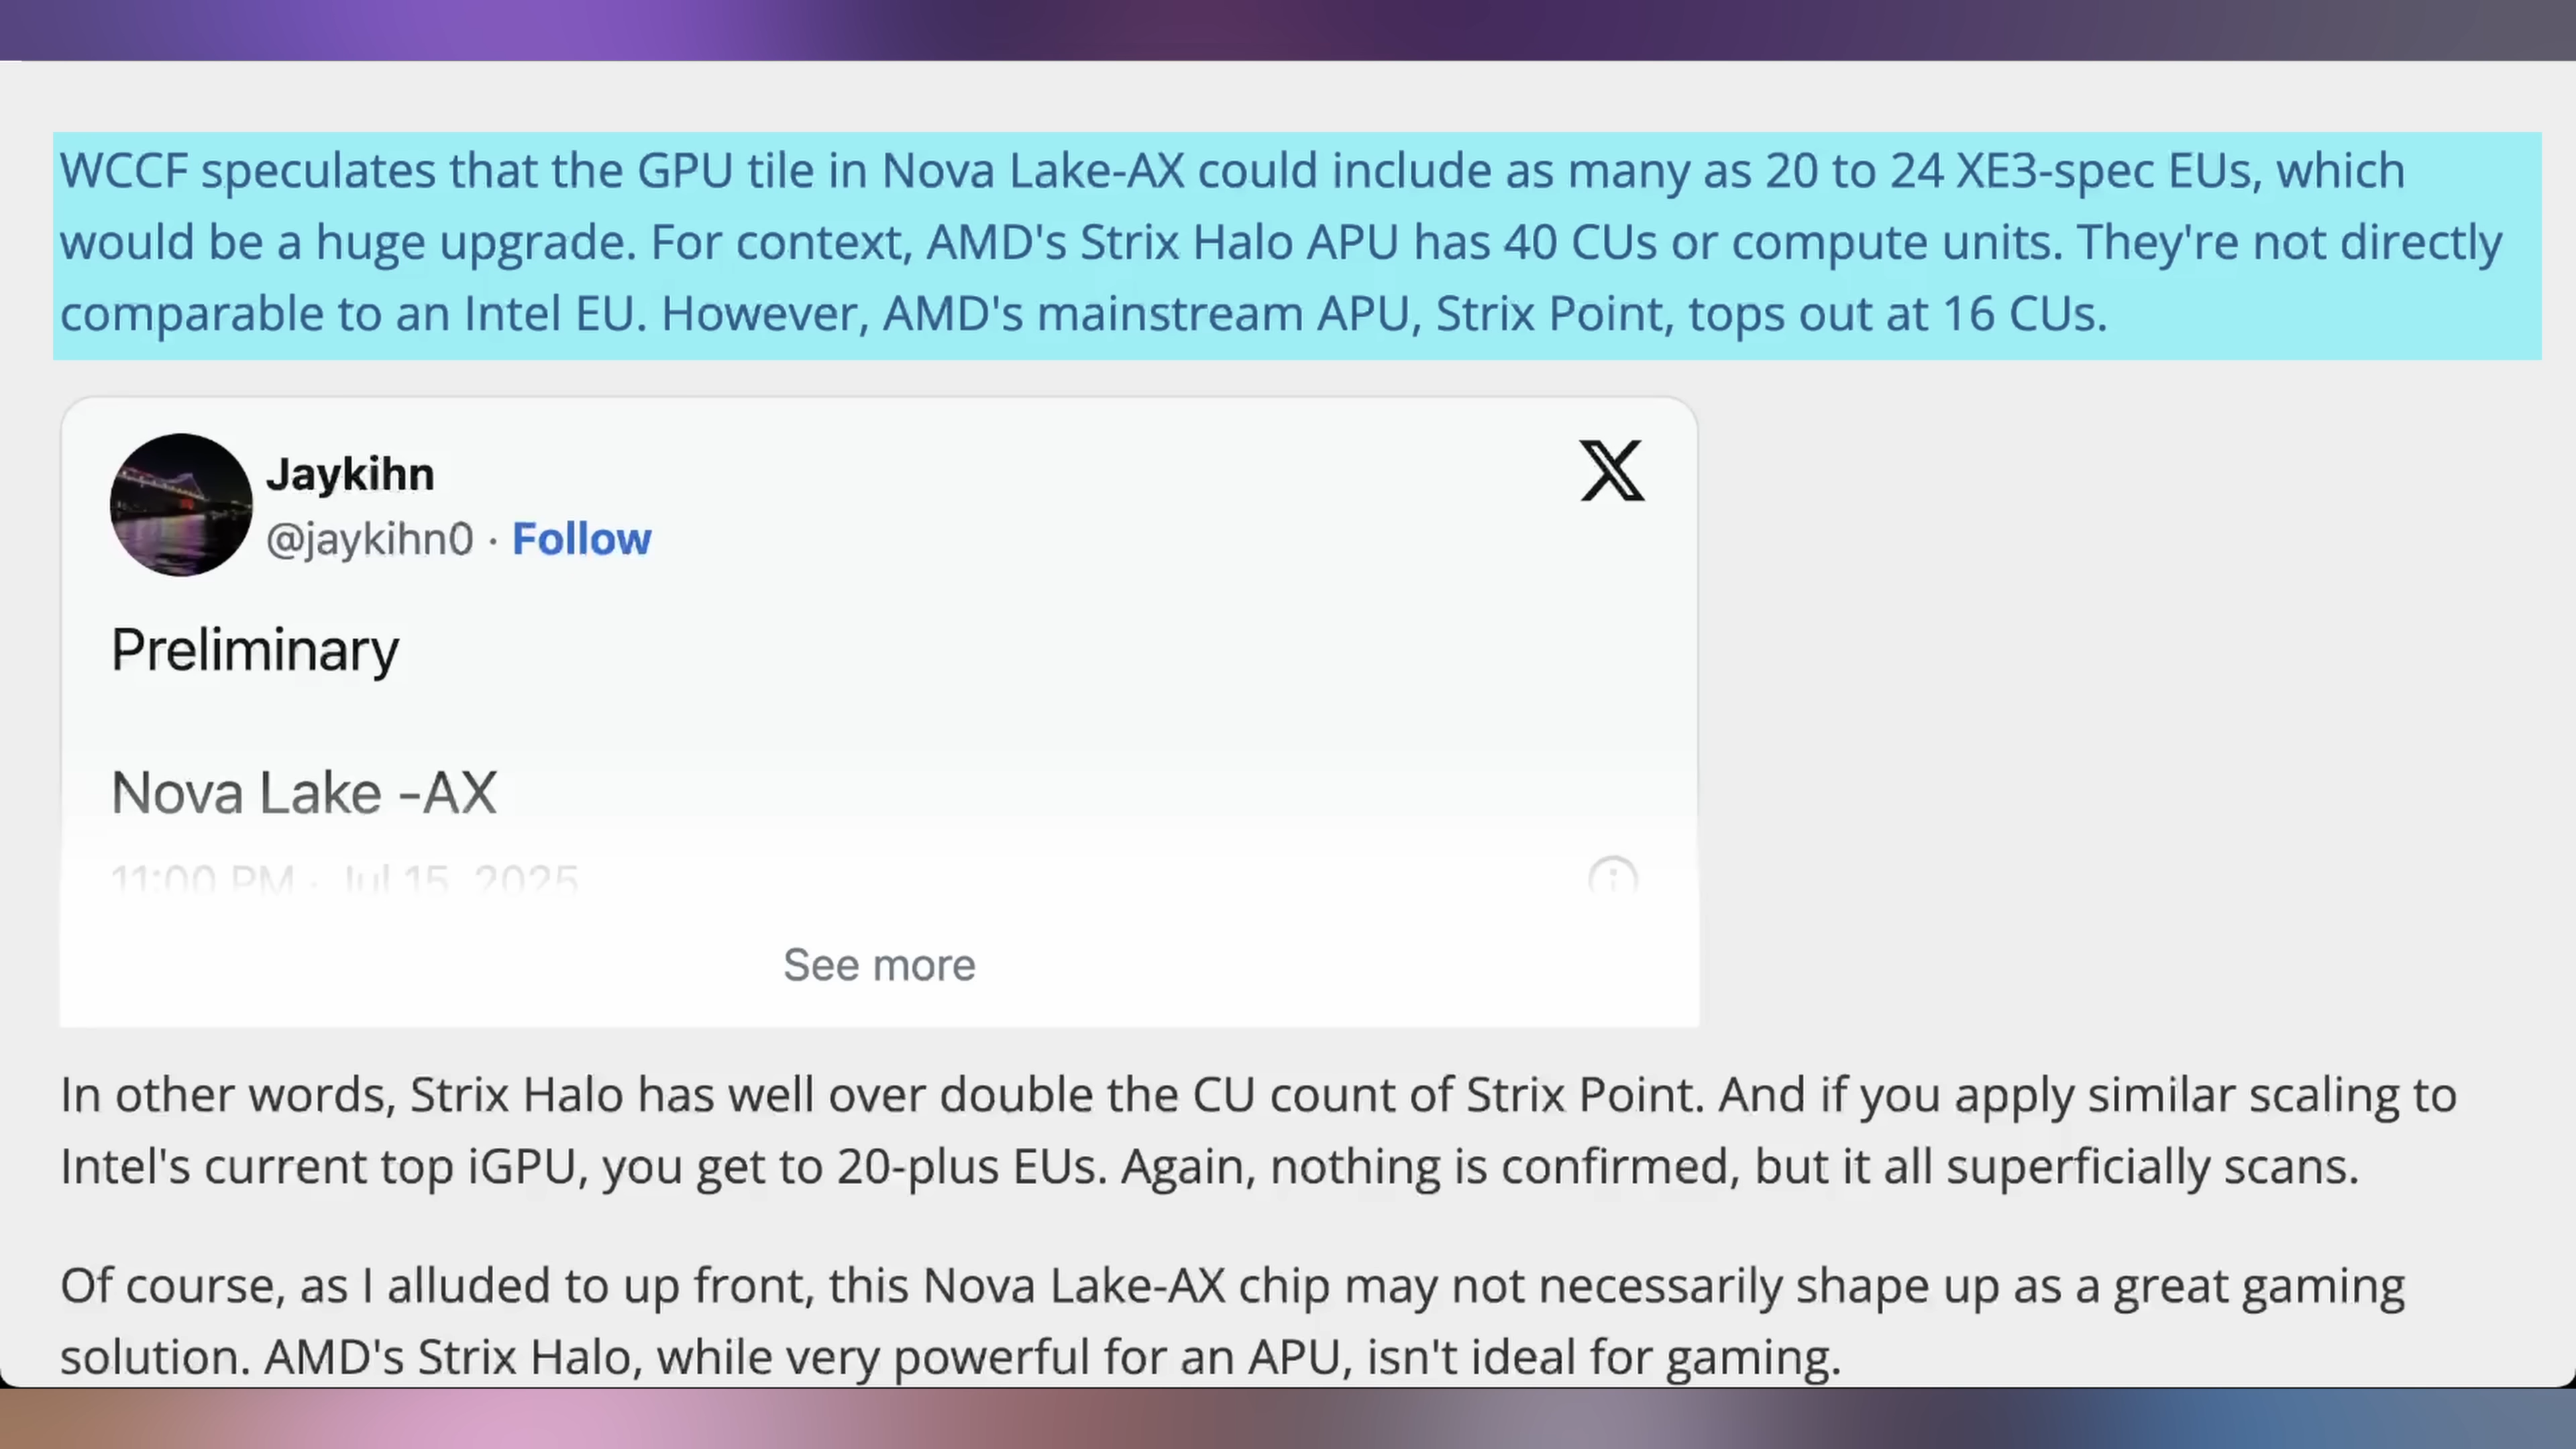 WCCF speculates that the GPU tile in Nova Lake-AX could include as many as 20 to 24 XE3-spec EUs, which
would be a huge upgrade. For context, AMD's Strix Halo APU has 40 CUs or compute units. They're not directly
comparable to an Intel EU. However, AMD's mainstream APU, Strix Point, tops out at 16 CUs.
Jaykihn
@jaykihn0 · Follow
Preliminary
Nova Lake -AX
11:00 PM · Jul 15, 2025
See more
In other words, Strix Halo has well over double the CU count of Strix Point. And if you apply similar scaling to
Intel's current top iGPU, you get to 20-plus EUs. Again, nothing is confirmed, but it all superficially scans.
Of course, as I alluded to up front, this Nova Lake-AX chip may not necessarily shape up as a great gaming
solution. AMD's Strix Halo, while very powerful for an APU, isn't ideal for gaming.